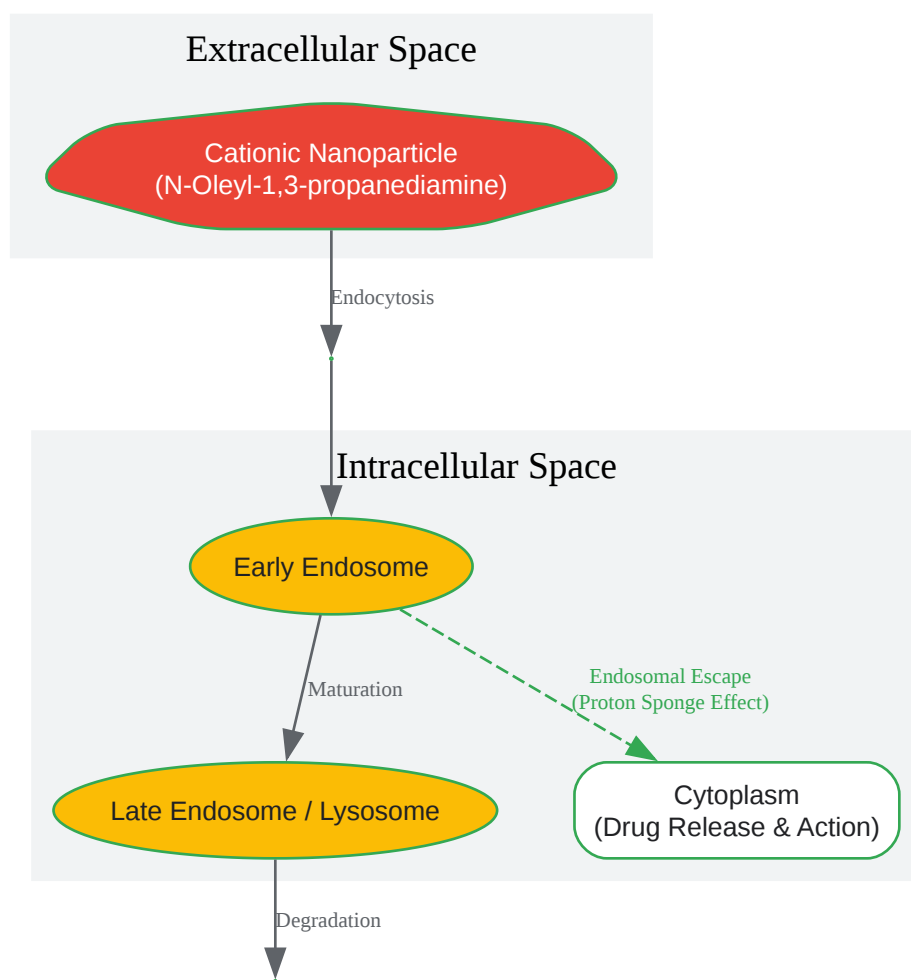 Extracellular Space
Cationic Nanoparticle
(N-Oleyl-1,3-propanediamine)
Endocytosis
Intracellular Space
Early Endosome
Maturation
Endosomal Escape
(Proton Sponge Effect)
Late Endosome / Lysosome
Cytoplasm
(Drug Release & Action)
Degradation